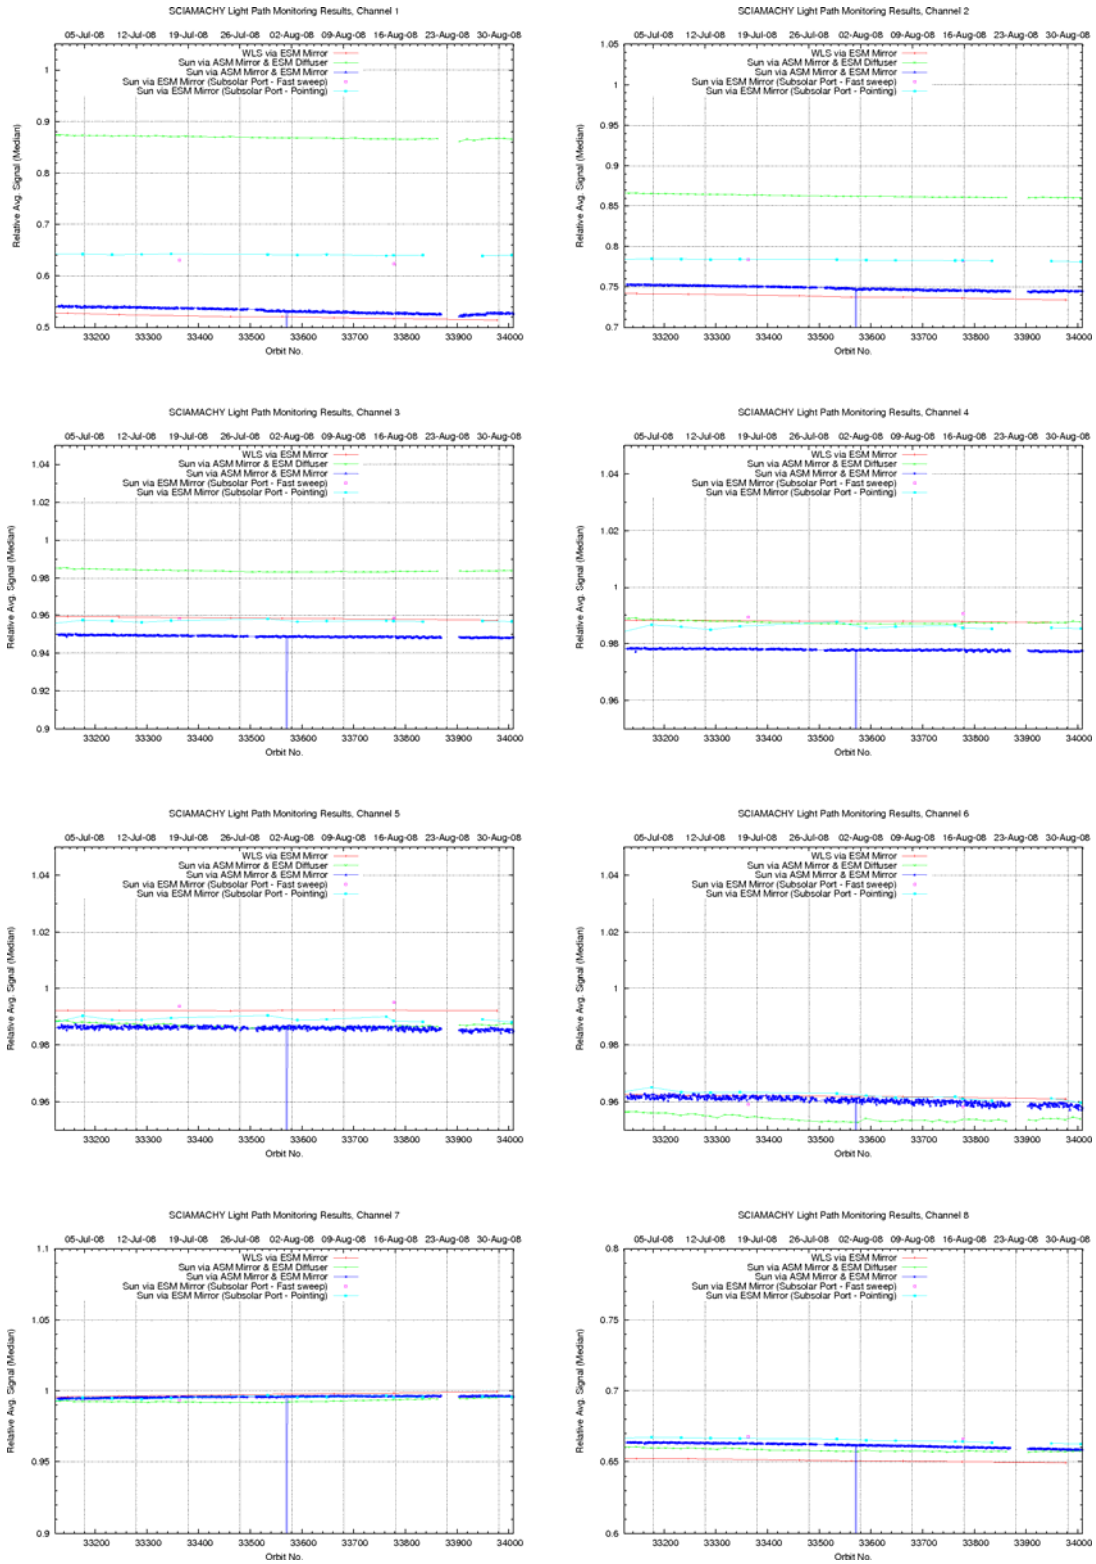 SCIAMACHY Light Path Monitoring Results, Channel 1
05-Jul-08 12-Jul-08 19-Jul-08 26-Jul-08 02-Aug-08 09-Aug-08 16-Aug-08 23-Aug-08 30-Aug-08
WLS via ESM Mirror
Sun via ASM Mirror & ESM Diffuser
Sun via ASM Mirror & ESM Mirror
Sun via ESM Mirror (Subsolar Port - Fast sweep)
Sun via ESM Mirror (Subsolar Port - Pointing)
Relative Avg. Signal (Median)
1
0.9
0.8
0.7
0.6
0.5
33200 33300 33400 33500 33600 33700 33800 33900 34000
Orbit No.
SCIAMACHY Light Path Monitoring Results, Channel 2
05-Jul-08 12-Jul-08 19-Jul-08 26-Jul-08 02-Aug-08 09-Aug-08 16-Aug-08 23-Aug-08 30-Aug-08
WLS via ESM Mirror
Sun via ASM Mirror & ESM Diffuser
Sun via ASM Mirror & ESM Mirror
Sun via ESM Mirror (Subsolar Port - Fast sweep)
Sun via ESM Mirror (Subsolar Port - Pointing)
Relative Avg. Signal (Median)
1.05
1
0.95
0.9
0.85
0.8
0.75
0.7
33200 33300 33400 33500 33600 33700 33800 33900 34000
Orbit No.
SCIAMACHY Light Path Monitoring Results, Channel 3
05-Jul-08 12-Jul-08 19-Jul-08 26-Jul-08 02-Aug-08 09-Aug-08 16-Aug-08 23-Aug-08 30-Aug-08
WLS via ESM Mirror
Sun via ASM Mirror & ESM Diffuser
Sun via ASM Mirror & ESM Mirror
Sun via ESM Mirror (Subsolar Port - Fast sweep)
Sun via ESM Mirror (Subsolar Port - Pointing)
Relative Avg. Signal (Median)
1.04
1.02
1
0.98
0.96
0.94
0.92
0.9
33200 33300 33400 33500 33600 33700 33800 33900 34000
Orbit No.
SCIAMACHY Light Path Monitoring Results, Channel 4
05-Jul-08 12-Jul-08 19-Jul-08 26-Jul-08 02-Aug-08 09-Aug-08 16-Aug-08 23-Aug-08 30-Aug-08
WLS via ESM Mirror
Sun via ASM Mirror & ESM Diffuser
Sun via ASM Mirror & ESM Mirror
Sun via ESM Mirror (Subsolar Port - Fast sweep)
Sun via ESM Mirror (Subsolar Port - Pointing)
Relative Avg. Signal (Median)
1.04
1.02
1
0.98
0.96
33200 33300 33400 33500 33600 33700 33800 33900 34000
Orbit No.
SCIAMACHY Light Path Monitoring Results, Channel 5
05-Jul-08 12-Jul-08 19-Jul-08 26-Jul-08 02-Aug-08 09-Aug-08 16-Aug-08 23-Aug-08 30-Aug-08
WLS via ESM Mirror
Sun via ASM Mirror & ESM Diffuser
Sun via ASM Mirror & ESM Mirror
Sun via ESM Mirror (Subsolar Port - Fast sweep)
Sun via ESM Mirror (Subsolar Port - Pointing)
Relative Avg. Signal (Median)
1.04
1.02
1
0.98
0.96
33200 33300 33400 33500 33600 33700 33800 33900 34000
Orbit No.
SCIAMACHY Light Path Monitoring Results, Channel 6
05-Jul-08 12-Jul-08 19-Jul-08 26-Jul-08 02-Aug-08 09-Aug-08 16-Aug-08 23-Aug-08 30-Aug-08
WLS via ESM Mirror
Sun via ASM Mirror & ESM Diffuser
Sun via ASM Mirror & ESM Mirror
Sun via ESM Mirror (Subsolar Port - Fast sweep)
Sun via ESM Mirror (Subsolar Port - Pointing)
Relative Avg. Signal (Median)
1.04
1.02
1
0.98
0.96
33200 33300 33400 33500 33600 33700 33800 33900 34000
Orbit No.
SCIAMACHY Light Path Monitoring Results, Channel 7
05-Jul-08 12-Jul-08 19-Jul-08 26-Jul-08 02-Aug-08 09-Aug-08 16-Aug-08 23-Aug-08 30-Aug-08
WLS via ESM Mirror
Sun via ASM Mirror & ESM Diffuser
Sun via ASM Mirror & ESM Mirror
Sun via ESM Mirror (Subsolar Port - Fast sweep)
Sun via ESM Mirror (Subsolar Port - Pointing)
Relative Avg. Signal (Median)
1.1
1.05
1
0.95
0.9
33200 33300 33400 33500 33600 33700 33800 33900 34000
Orbit No.
SCIAMACHY Light Path Monitoring Results, Channel 8
05-Jul-08 12-Jul-08 19-Jul-08 26-Jul-08 02-Aug-08 09-Aug-08 16-Aug-08 23-Aug-08 30-Aug-08
WLS via ESM Mirror
Sun via ASM Mirror & ESM Diffuser
Sun via ASM Mirror & ESM Mirror
Sun via ESM Mirror (Subsolar Port - Fast sweep)
Sun via ESM Mirror (Subsolar Port - Pointing)
Relative Avg. Signal (Median)
0.8
0.75
0.7
0.65
0.6
33200 33300 33400 33500 33600 33700 33800 33900 34000
Orbit No.